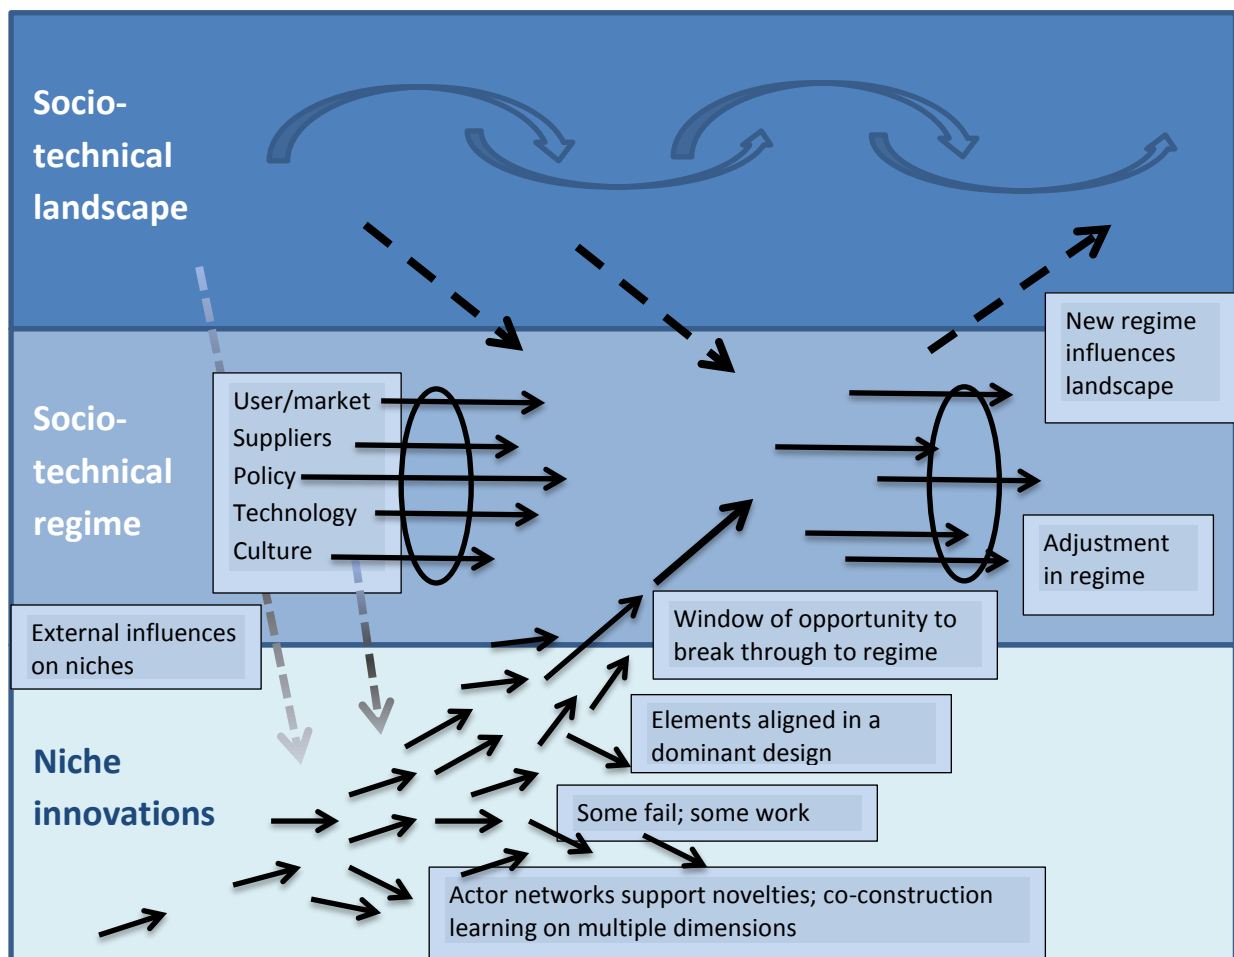 Socio-
technical
landscape
New regime
influences
landscape
Socio-
technical
regime
User/market
Suppliers
Policy
Technology
Culture
Adjustment
in regime
External influences
on niches
Window of opportunity to
break through to regime
Elements aligned in a
dominant design
Niche
innovations
Some fail; some work
Actor networks support novelties; co-construction
learning on multiple dimensions